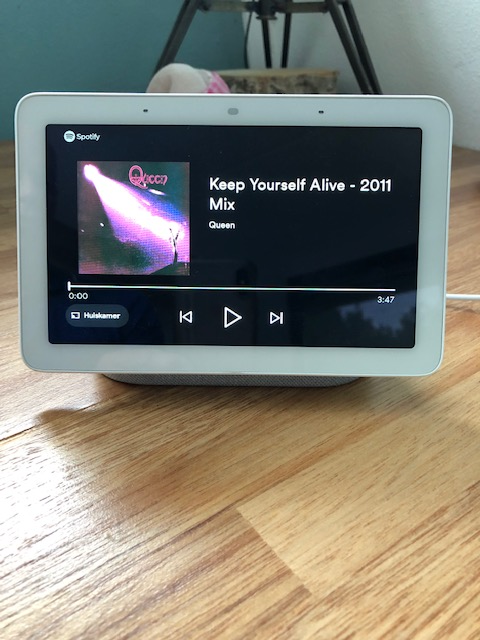 Spotify
Queen
Keep Yourself Alive - 2011
Mix
Queen
0:00
3:47
Huiskamer